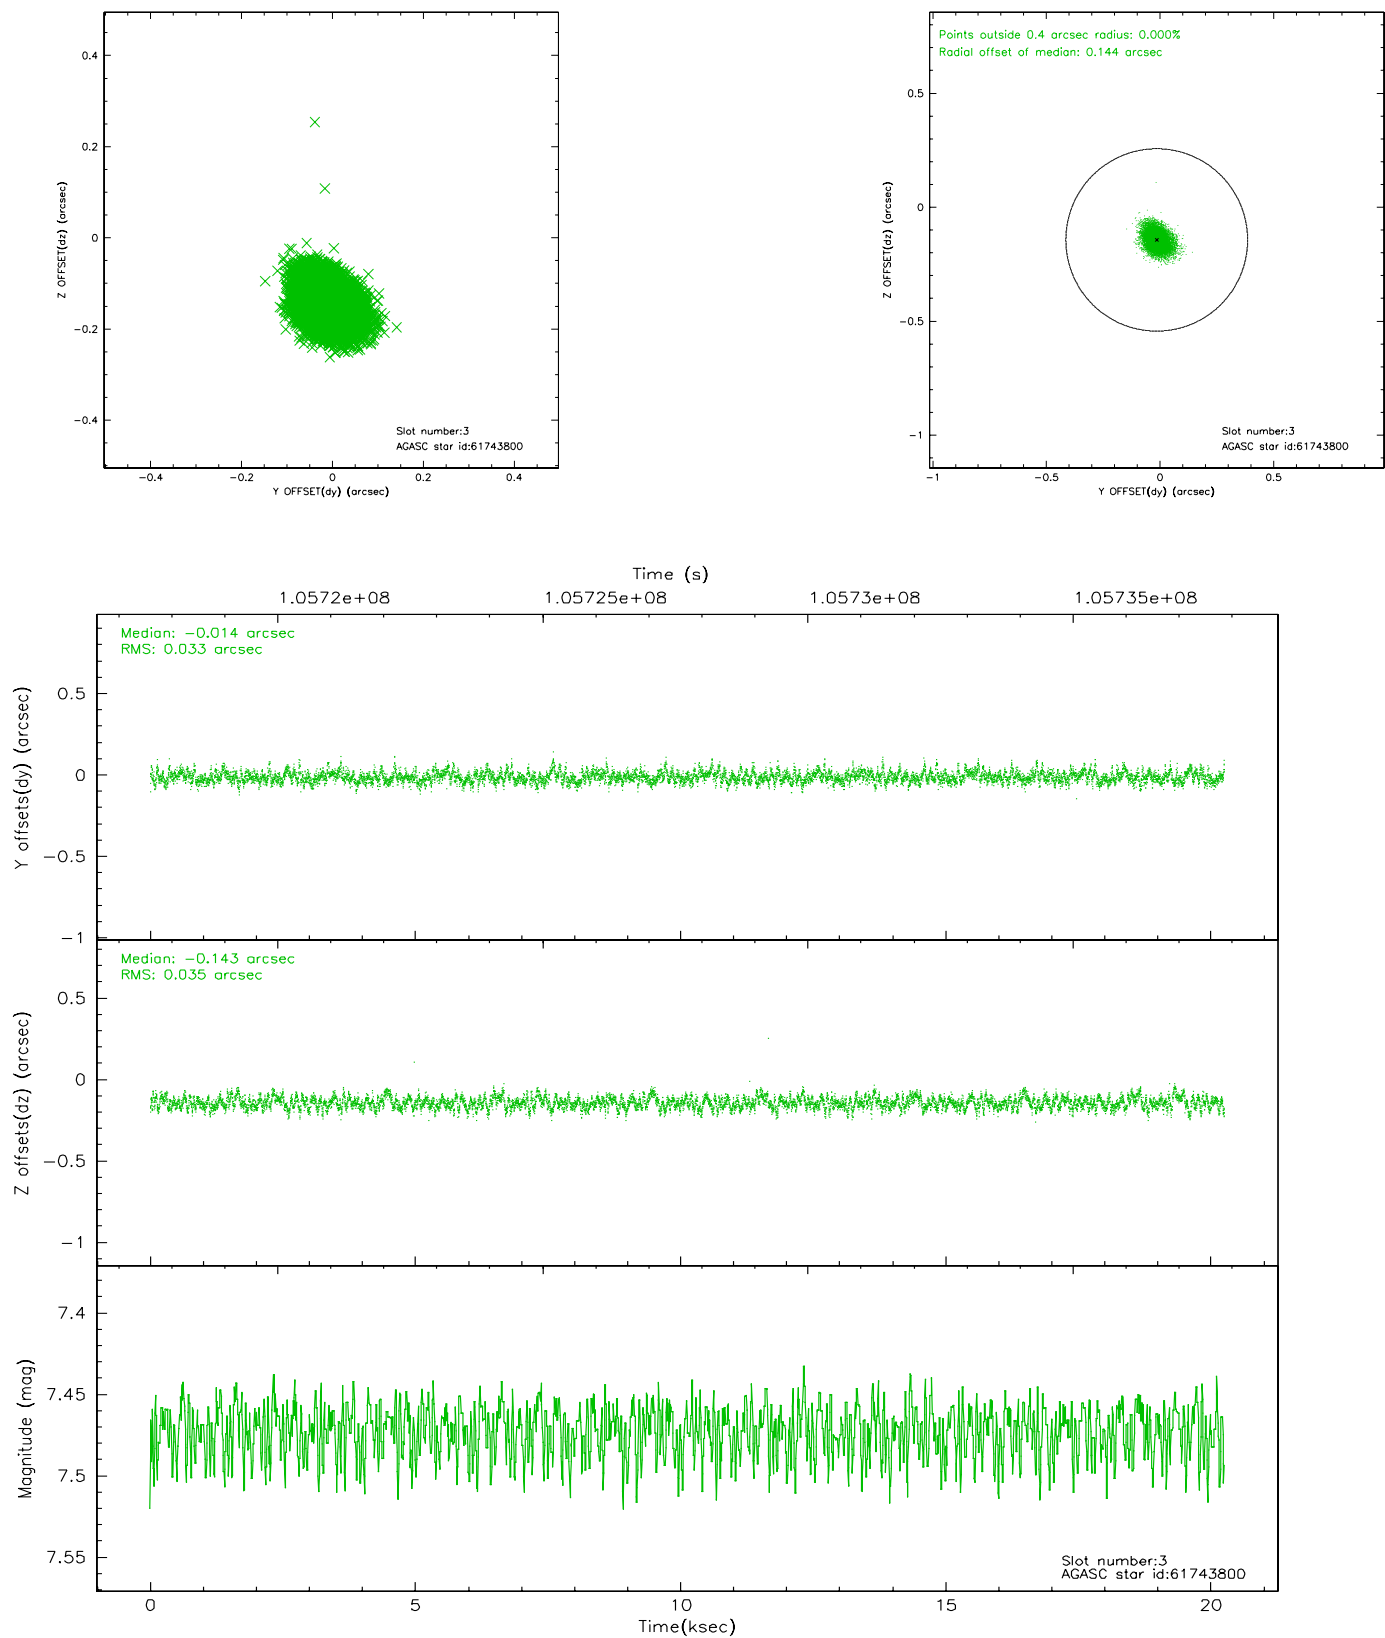 0.4
0.2
0
−0.2
−0.4
Z OFFSET(dz) (arcsec)
Slot number:3
AGASC star id:61743800
−0.4 −0.2 0.0 0.2 0.4
Y OFFSET(dy) (arcsec)
Points outside 0.4 arcsec radius: 0.000%
Radial offset of median: 0.144 arcsec
0.5
0
−0.5
−1
Z OFFSET(dz) (arcsec)
Slot number:3
AGASC star id:61743800
−1 −0.5 0 0.5
Y OFFSET(dy) (arcsec)
Time (s)
1.0572e+08 1.05725e+08 1.0573e+08 1.05735e+08
Median: −0.014 arcsec
RMS: 0.033 arcsec
0.5
0
−0.5
−1
Y offsets(dy) (arcsec)
Median: −0.143 arcsec
RMS: 0.035 arcsec
0.5
0
−0.5
−1
Z offsets(dz) (arcsec)
7.4
7.45
7.5
7.55
Magnitude (mag)
Slot number:3
AGASC star id:61743800
0 5 10 15 20
Time(ksec)